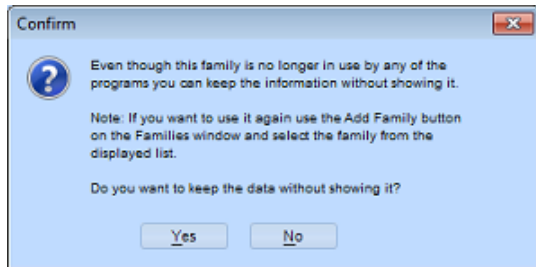 Confirm
Even though this family is no longer in use by any of the
programs you can keep the information without showing it.
Note: If you want to use it again use the Add Family button
on the Families window and select the family from the
displayed list.
Do you want to keep the data without showing it?
Yes No